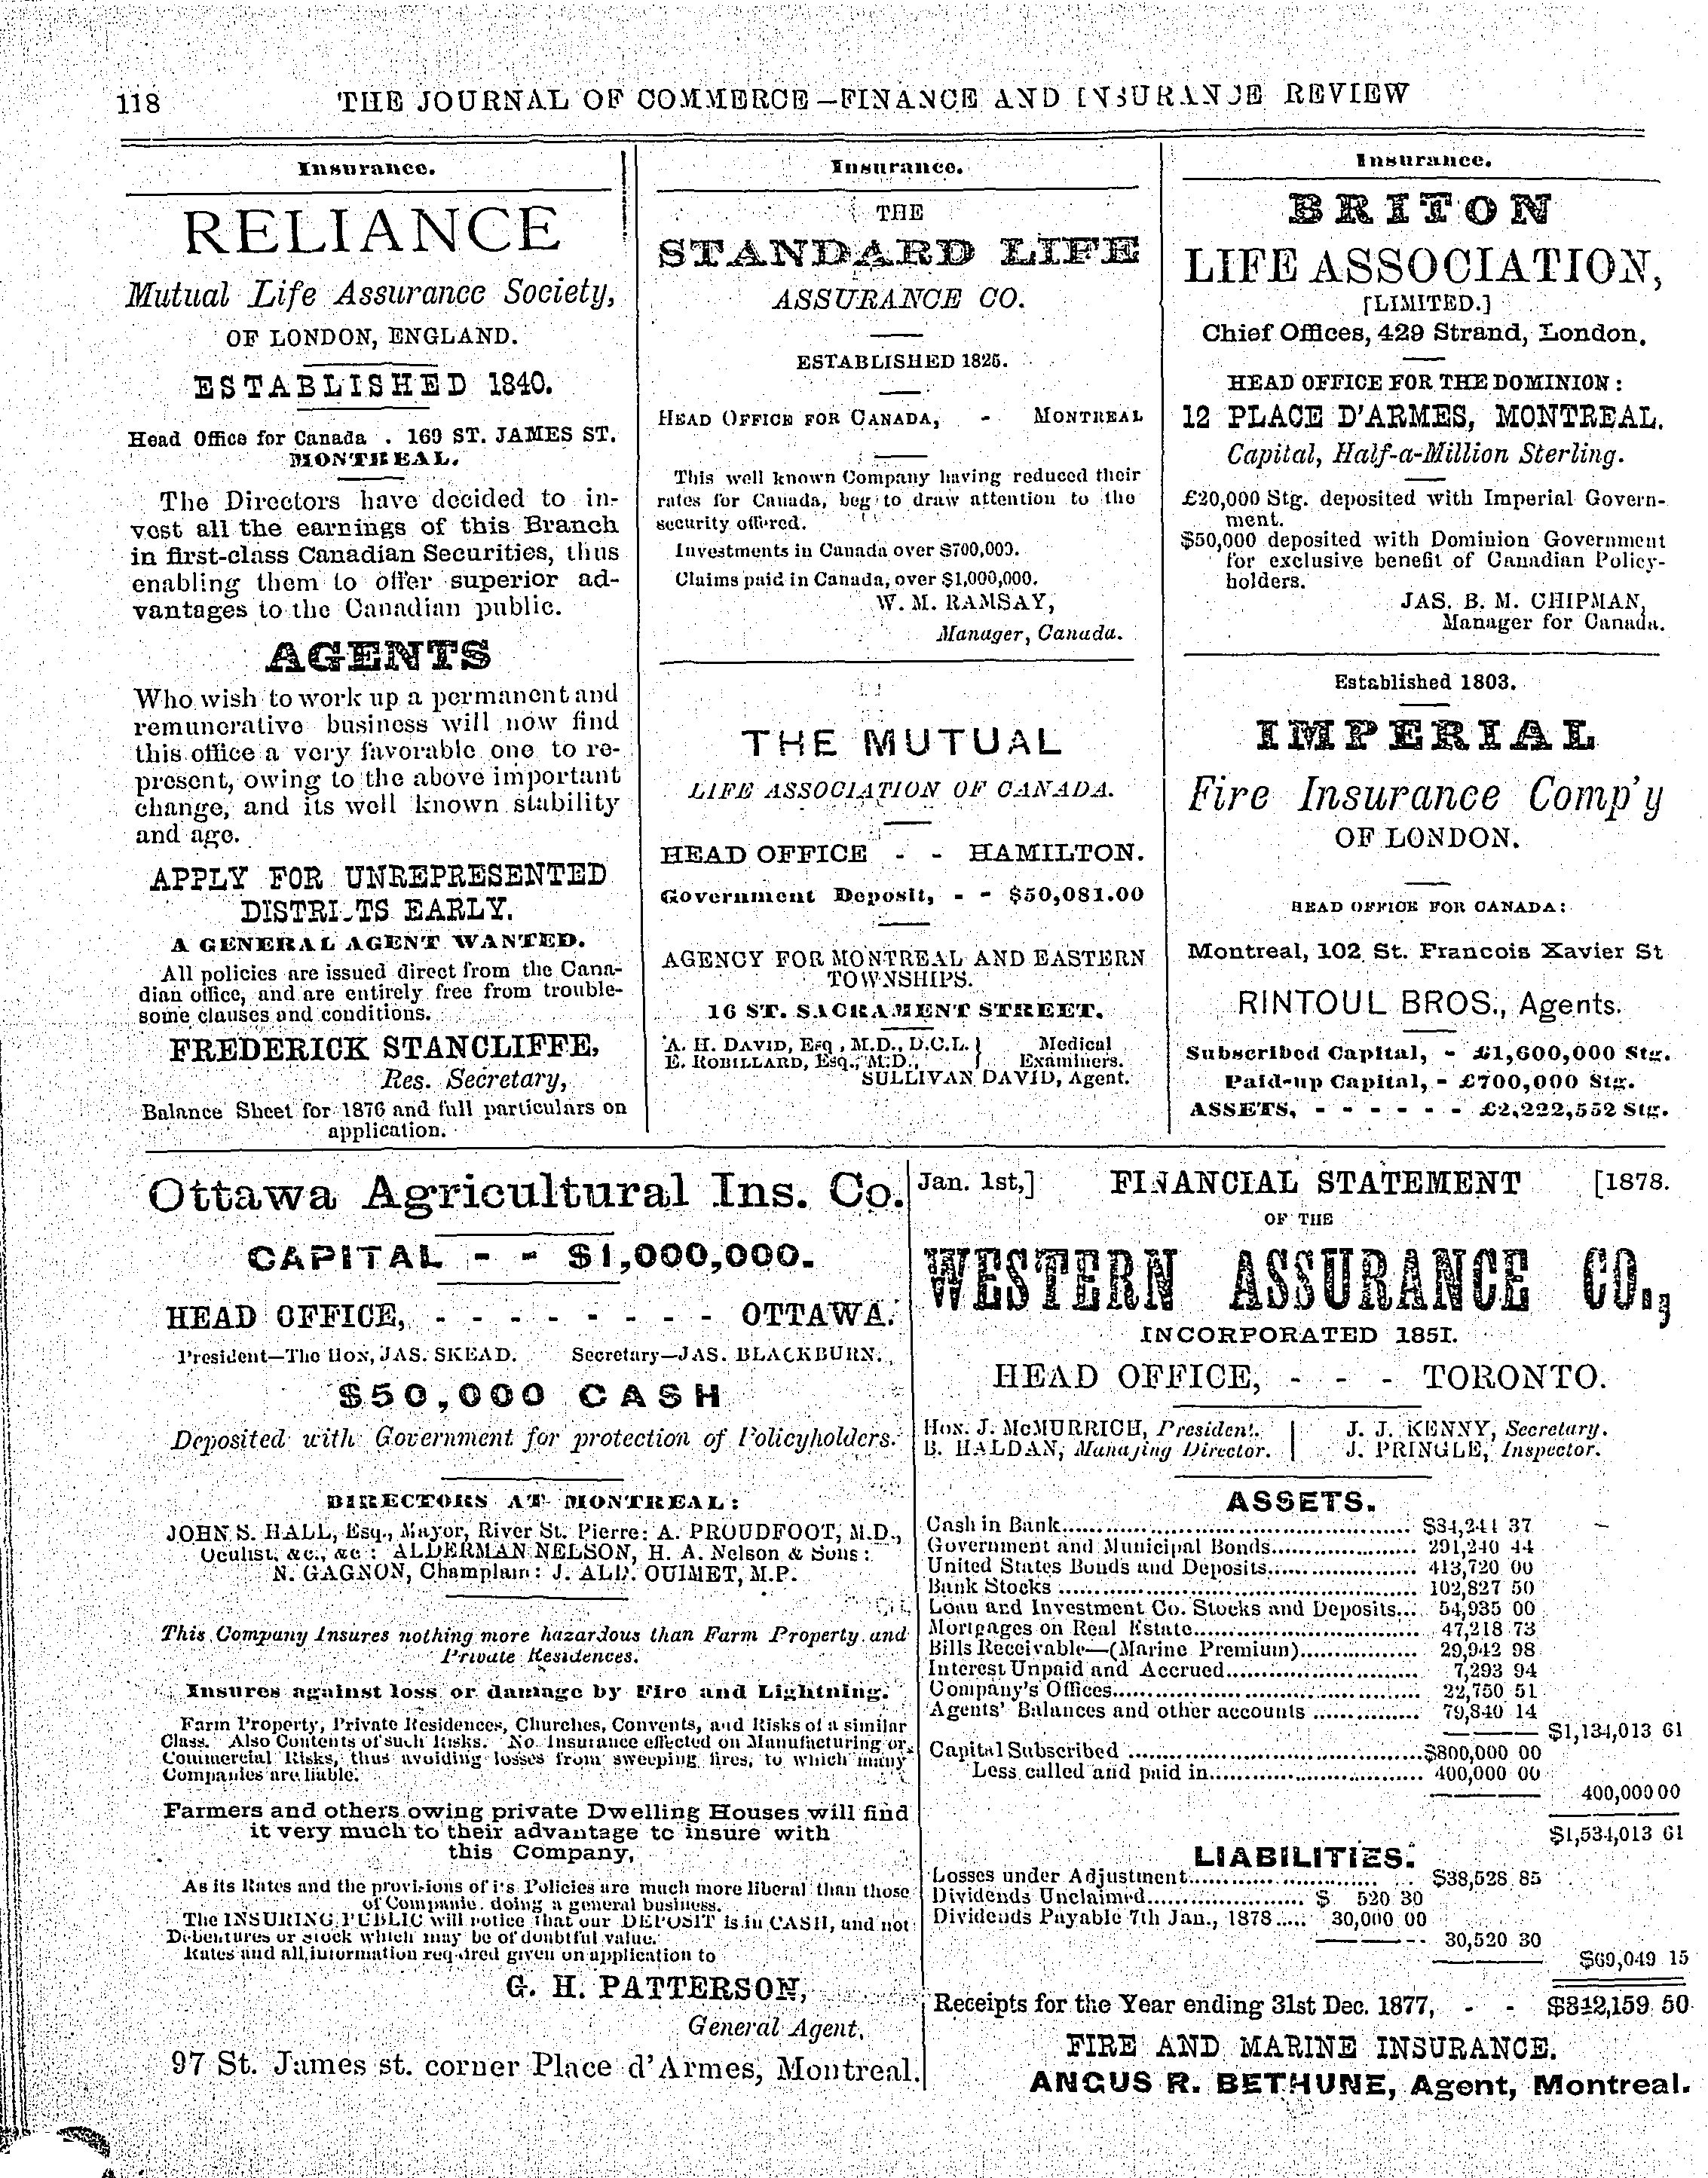 118 THE JOURNAL OF COMMERCE—FINANCE AND INSURANCE REVIEW
Insurance.
RELIANCE
Mutual Life Assurance Society,
OF LONDON, ENGLAND.
ESTABLISHED 1840.
Head Office for Canada . 169 ST. JAMES ST.
MONTREAL.
The Directors have decided to in-
vest all the earnings of this Branch
in first-class Canadian Securities, thus
enabling them to offer superior ad-
vantages to the Canadian public.
AGENTS
Who wish to work up a permanent and
remunerative business will now find
this office a very favorable one to re-
present, owing to the above important
change, and its well known stability
and age.
APPLY FOR UNREPRESENTED
DISTRICTS EARLY.
A GENERAL AGENT WANTED.
All policies are issued direct from the Cana-
dian office, and are entirely free from trouble-
some clauses and conditions.
FREDERICK STANCLIFFE,
Res. Secretary,
Balance Sheet for 1876 and full particulars on
application.
Insurance.
THE
STANDARD LIFE
ASSURANCE CO.
ESTABLISHED 1825.
HEAD OFFICE FOR CANADA, - MONTREAL
This well known Company having reduced their
rates for Canada, beg to draw attention to the
security offered.
Investments in Canada over $700,000.
Claims paid in Canada, over $1,000,000.
W. M. RAMSAY,
Manager, Canada.
THE MUTUAL
LIFE ASSOCIATION OF CANADA.
HEAD OFFICE - - HAMILTON.
Government Deposit, - - $50,081.00
AGENCY FOR MONTREAL AND EASTERN
TOWNSHIPS.
16 ST. SACRAMENT STREET.
A. H. DAVID, Esq , M.D., D.C.L. } Medical
E. ROBILLARD, Esq., M.D., } Examiners.
SULLIVAN DAVID, Agent.
Insurance.
BRITON
LIFE ASSOCIATION,
[LIMITED.]
Chief Offices, 429 Strand, London.
HEAD OFFICE FOR THE DOMINION :
12 PLACE D'ARMES, MONTREAL.
Capital, Half-a-Million Sterling.
£20,000 Stg. deposited with Imperial Govern-
ment.
$50,000 deposited with Dominion Government
for exclusive benefit of Canadian Policy-
holders.
JAS. B. M. CHIPMAN,
Manager for Canada.
Established 1803.
IMPERIAL
Fire Insurance Comp'y
OF LONDON.
HEAD OFFICE FOR CANADA:
Montreal, 102 St. Francois Xavier St
RINTOUL BROS., Agents.
Subscribed Capital, - £1,600,000 Stg.
Paid-up Capital, - £700,000 Stg.
ASSETS, - - - - - - £2,222,552 Stg.
Ottawa Agricultural Ins. Co.
CAPITAL - - $1,000,000.
HEAD OFFICE, - - - - - - - - OTTAWA.
President—The Hon, JAS. SKEAD. Secretary—JAS. BLACKBURN.
$50,000 CASH
Deposited with Government for protection of Policyholders.
DIRECTORS AT MONTREAL:
JOHN S. HALL, Esq., Mayor, River St. Pierre: A. PROUDFOOT, M.D.,
Oculist, &c., &c : ALDERMAN NELSON, H. A. Nelson & Sons:
N. GAGNON, Champlain: J. ALD. OUIMET, M.P.
This Company Insures nothing more hazardous than Farm Property and
Private Residences.
Insures against loss or damage by Fire and Lightning.
Farm Property, Private Residences, Churches, Convents, and Risks of a similar
Class. Also Contents of such Risks. No Insurance effected on Manufacturing or
Commercial Risks, thus avoiding losses from sweeping fires, to which many
Companies are liable.
Farmers and others owing private Dwelling Houses will find
it very much to their advantage to insure with
this Company,
As its Rates and the provisions of its Policies are much more liberal than those
of Companie. doing a general business.
The INSURING PUBLIC will notice that our DEPOSIT is in CASH, and not
Debentures or stock which may be of doubtful value.
Rates and all information required given on application to
G. H. PATTERSON,
General Agent,
97 St. James st. corner Place d'Armes, Montreal.
Jan. 1st,] FINANCIAL STATEMENT [1878.
OF THE
WESTERN ASSURANCE CO.,
INCORPORATED 1851.
HEAD OFFICE, - - - TORONTO.
Hon. J. McMURRICH, President. | J. J. KENNY, Secretary.
B. HALDAN, Managing Director. | J. PRINGLE, Inspector.
ASSETS.
Cash in Bank.......... $34,241 37
Government and Municipal Bonds.......... 291,240 44
United States Bonds and Deposits.......... 413,720 00
Bank Stocks .......... 102,827 50
Loan and Investment Co. Stocks and Deposits... 54,935 00
Mortgages on Real Estate.......... 47,218 73
Bills Receivable—(Marine Premium).......... 29,942 98
Interest Unpaid and Accrued.......... 7,293 94
Company's Offices.......... 22,750 51
Agents' Balances and other accounts .......... 79,840 14
$1,134,013 61
Capital Subscribed ..........$800,000 00
Less called and paid in.......... 400,000 00
400,000 00
$1,534,013 61
LIABILITIES.
Losses under Adjustment.......... $38,528 85
Dividends Unclaimed.......... $ 520 30
Dividends Payable 7th Jan., 1878..... 30,000 00
30,520 30
$69,049 15
Receipts for the Year ending 31st Dec. 1877, - - $842,159 50
FIRE AND MARINE INSURANCE.
ANGUS R. BETHUNE, Agent, Montreal.